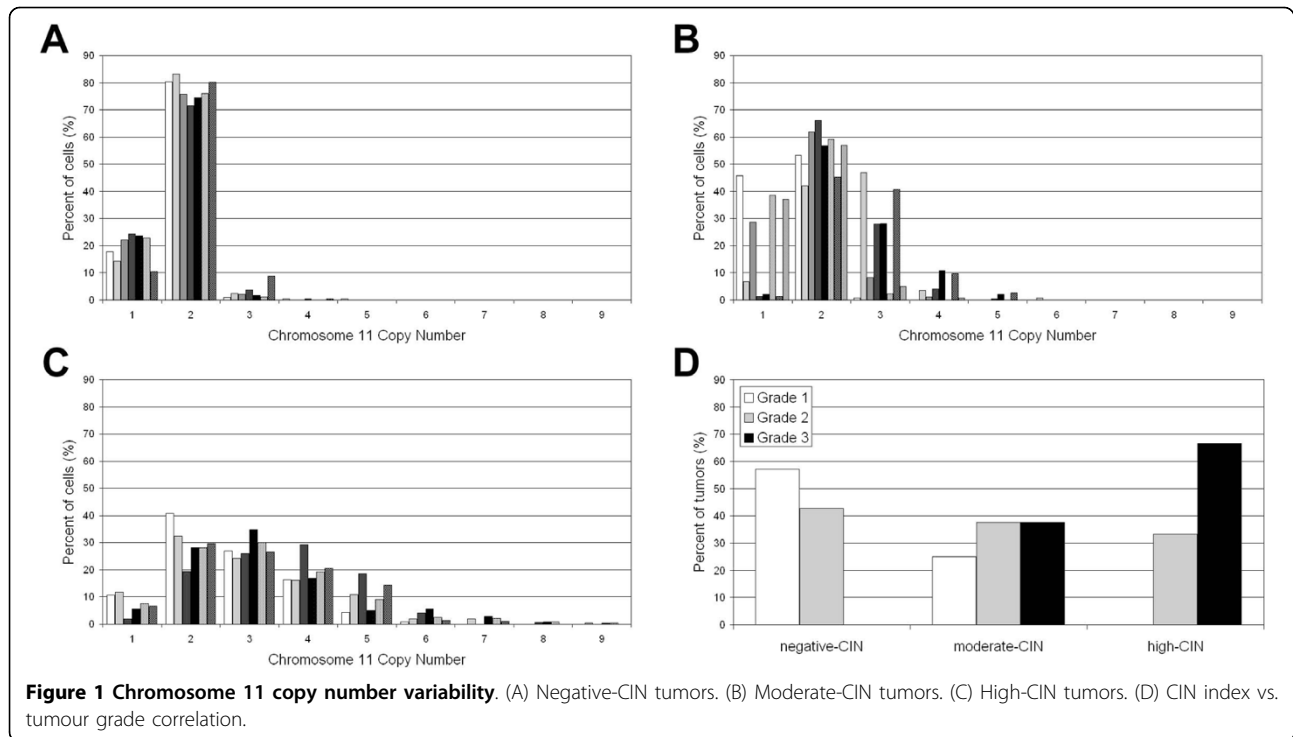 A
90
80
70
60
50
40
30
20
10
0
Percent of cells (%)
1 2 3 4 5 6 7 8 9
Chromosome 11 Copy Number
B
90
80
70
60
50
40
30
20
10
0
Percent of cells (%)
1 2 3 4 5 6 7 8 9
Chromosome 11 Copy Number
C
90
80
70
60
50
40
30
20
10
0
Percent of cells (%)
1 2 3 4 5 6 7 8 9
Chromosome 11 Copy Number
D
90
80
70
60
50
40
30
20
10
0
Percent of tumors (%)
Grade 1
Grade 2
Grade 3
negative-CIN moderate-CIN high-CIN
Figure 1 Chromosome 11 copy number variability. (A) Negative-CIN tumors. (B) Moderate-CIN tumors. (C) High-CIN tumors. (D) CIN index vs.
tumour grade correlation.